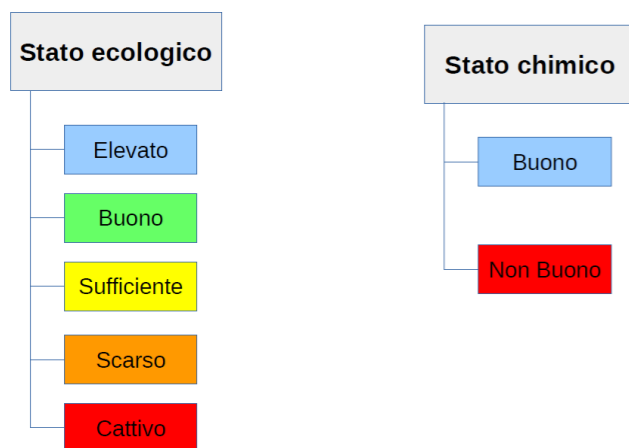 Stato ecologico
Elevato
Buono
Sufficiente
Scarso
Cattivo
Stato chimico
Buono
Non Buono